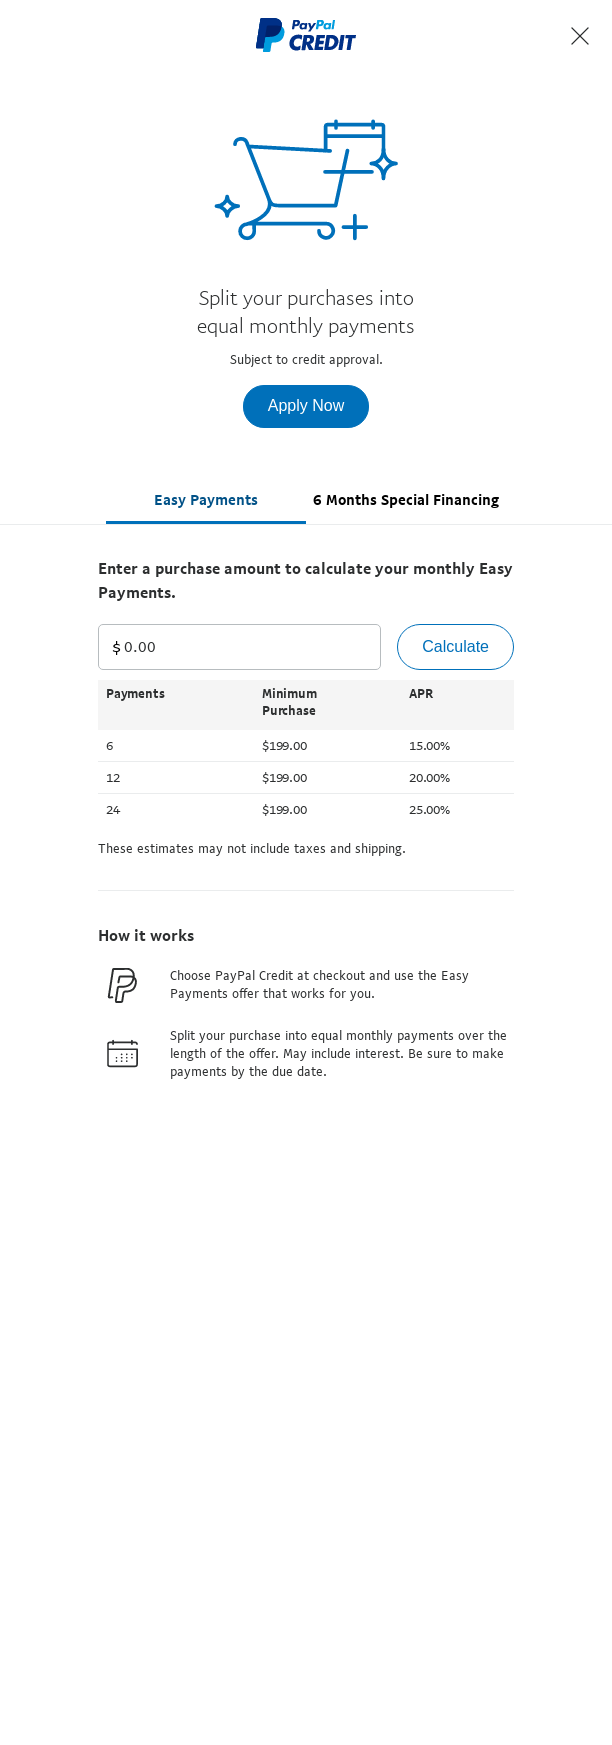 PayPal
CREDIT
Split your purchases into
equal monthly payments
Subject to credit approval.
Apply Now
Easy Payments 6 Months Special Financing
Enter a purchase amount to calculate your monthly Easy
Payments.
$ 0.00 Calculate
Payments Minimum Purchase APR
6 $199.00 15.00%
12 $199.00 20.00%
24 $199.00 25.00%
These estimates may not include taxes and shipping.
How it works
Choose PayPal Credit at checkout and use the Easy
Payments offer that works for you.
Split your purchase into equal monthly payments over the
length of the offer. May include interest. Be sure to make
payments by the due date.